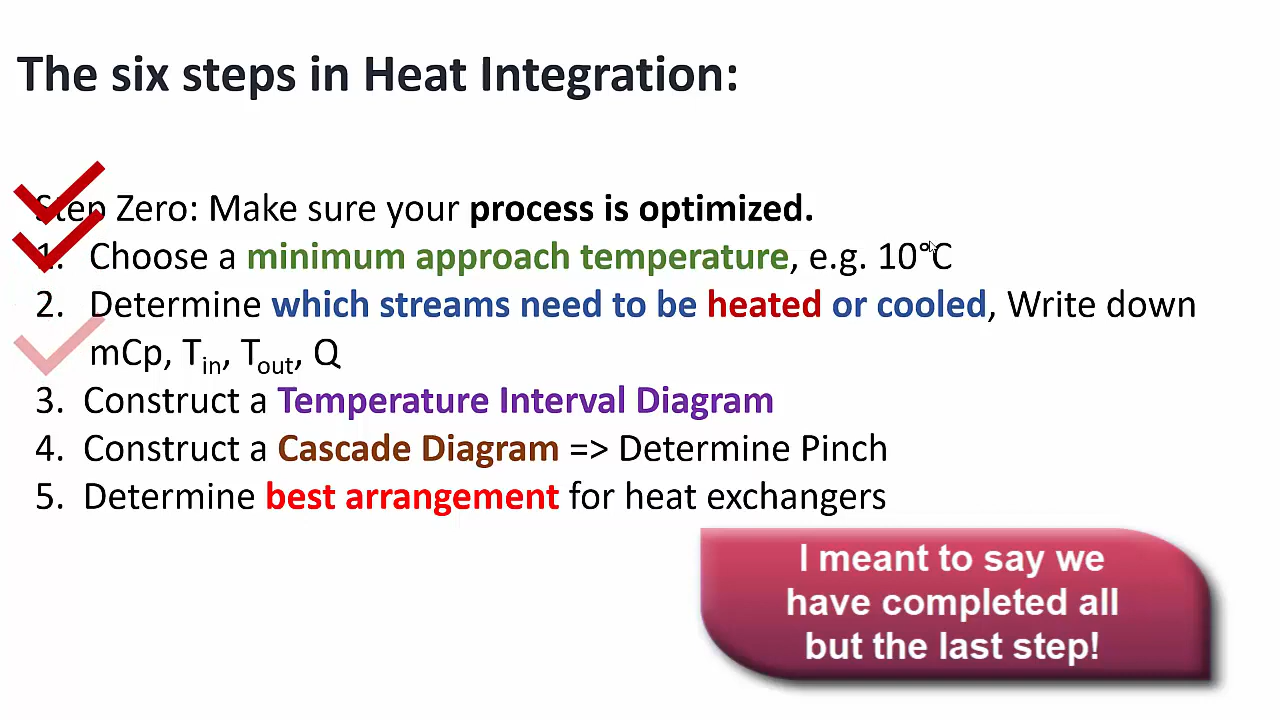 The six steps in Heat Integration:
Step Zero: Make sure your process is optimized.
1. Choose a minimum approach temperature, e.g. 10°C
2. Determine which streams need to be heated or cooled, Write down
mCp, Tin, Tout, Q
3. Construct a Temperature Interval Diagram
4. Construct a Cascade Diagram => Determine Pinch
5. Determine best arrangement for heat exchangers
I meant to say we
have completed all
but the last step!